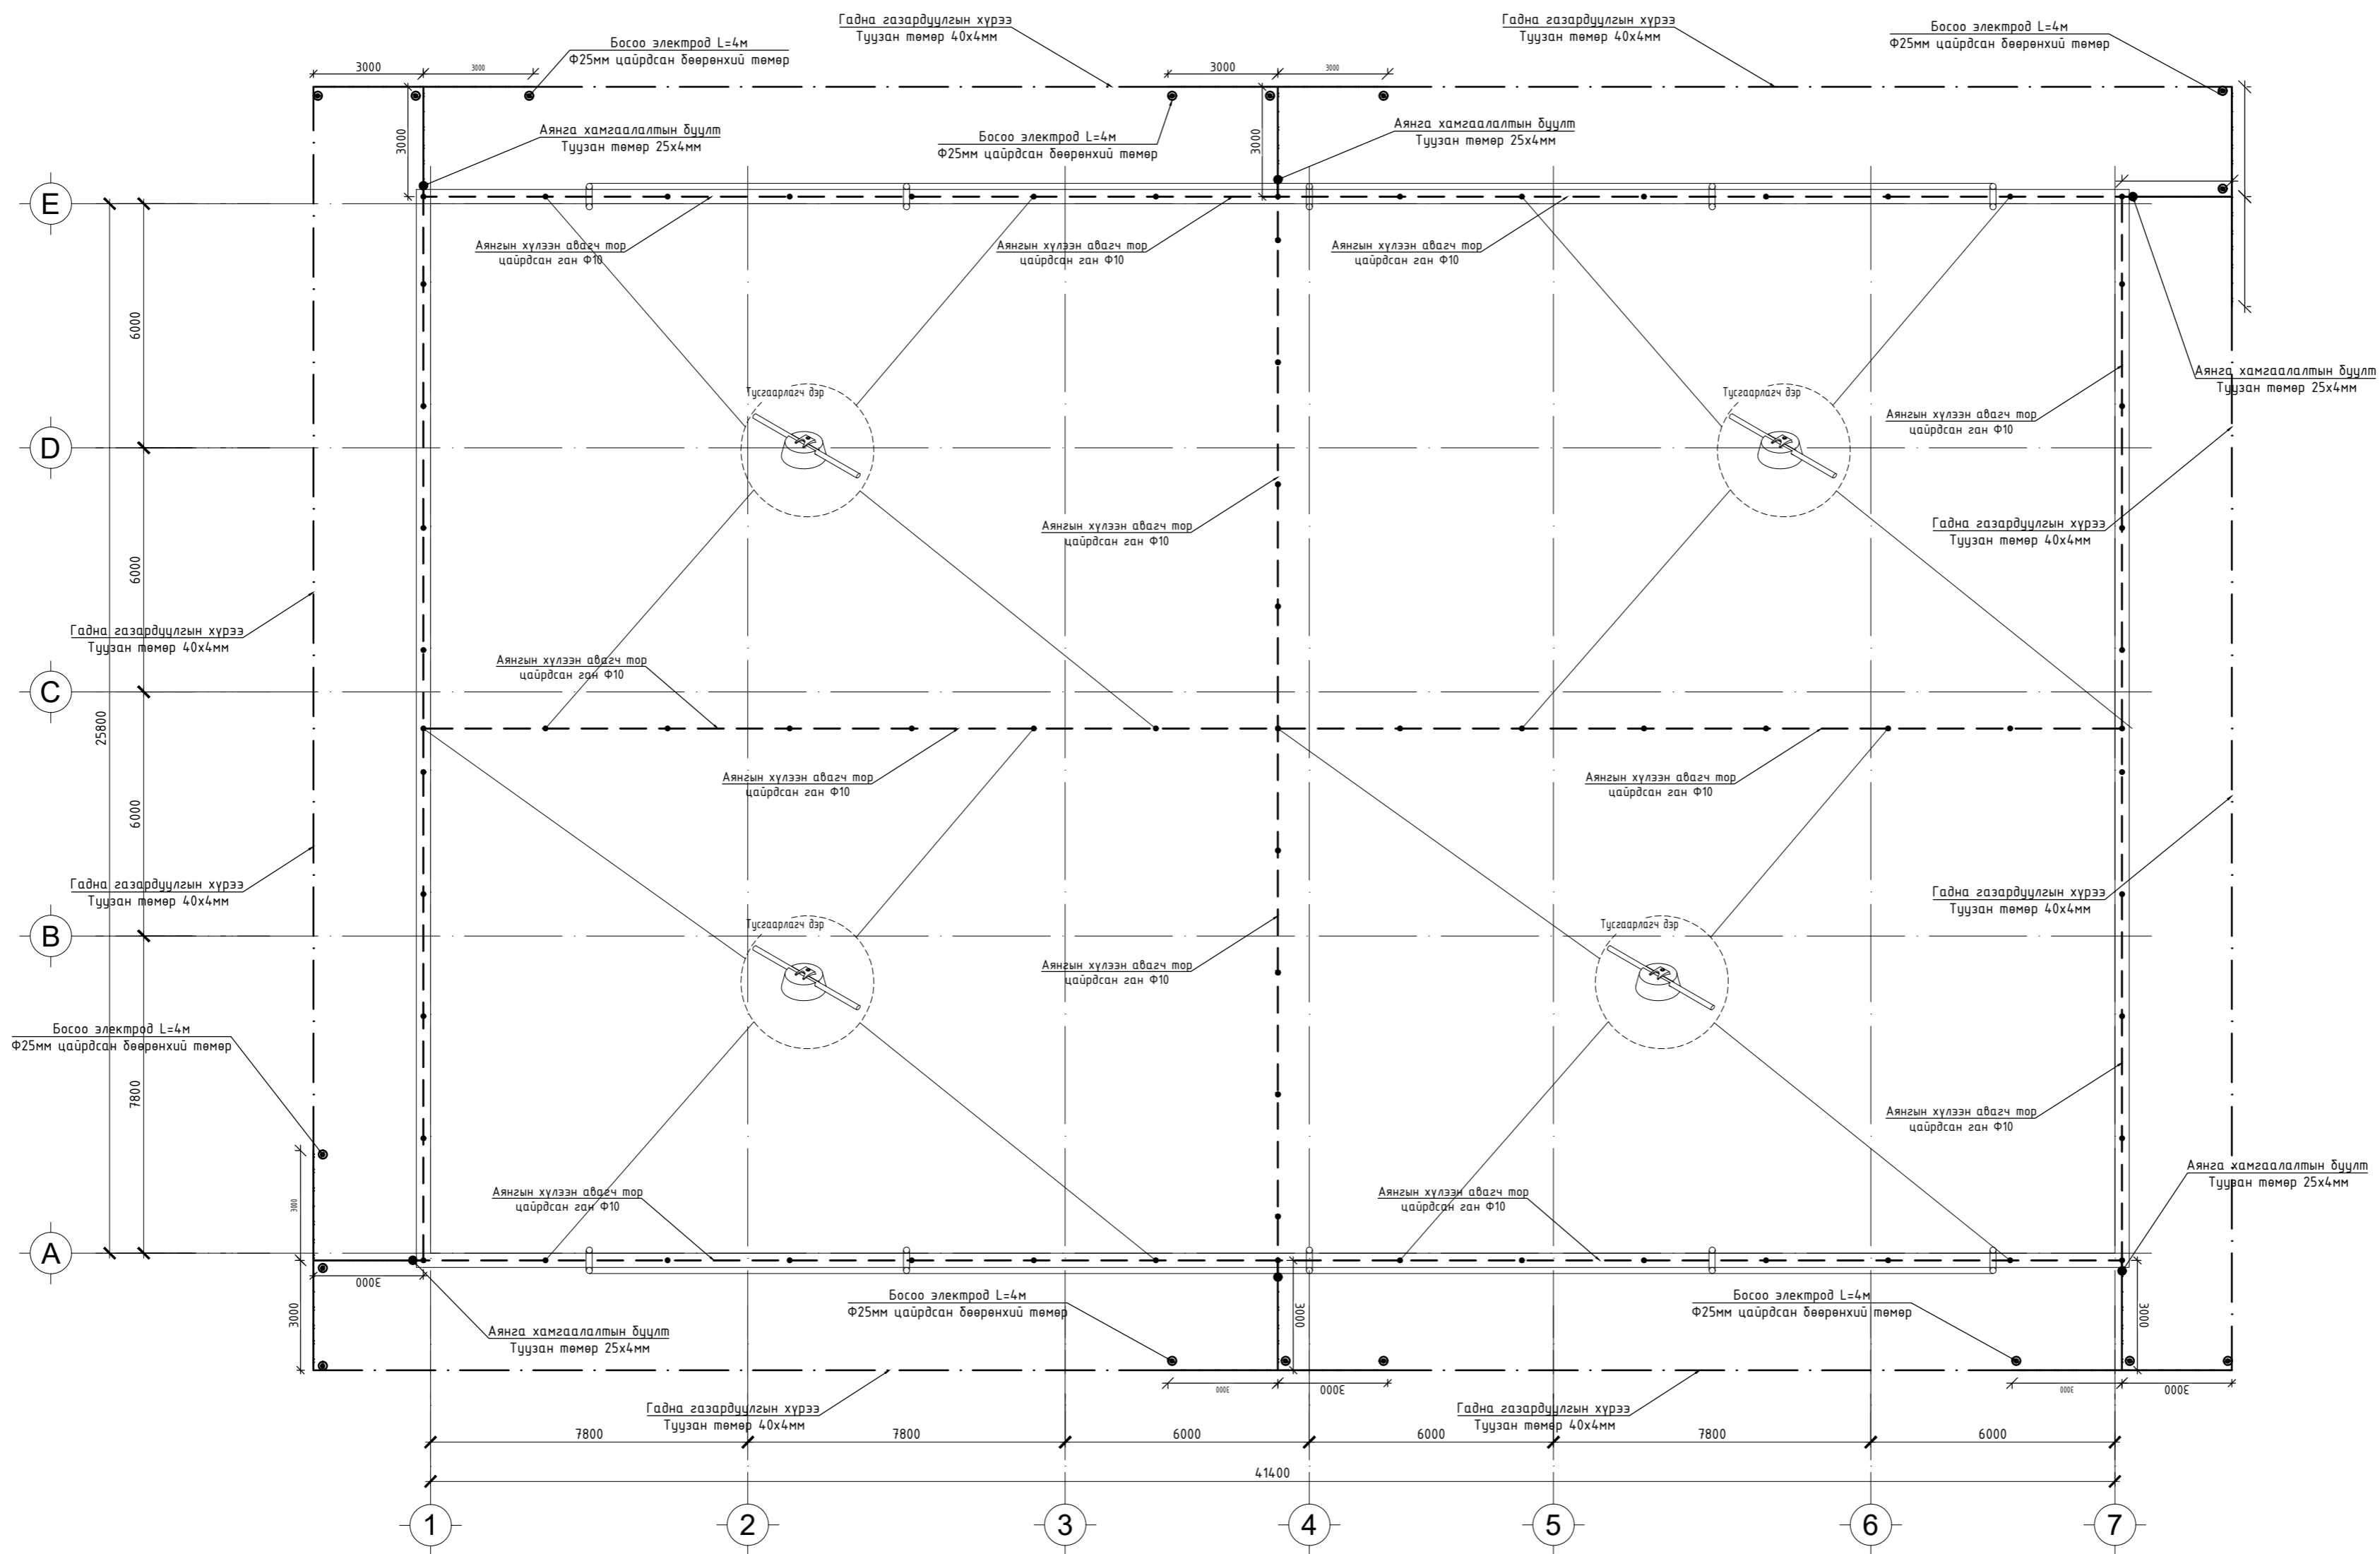 Гадна газардуулгын хүрээ
Туузан төмөр 40x4мм
Гадна газардуулгын хүрээ
Туузан төмөр 40x4мм
Босоо электрод L=4м
Ф25мм цайрдсан бөөрөнхий төмөр
Босоо электрод L=4м
Ф25мм цайрдсан бөөрөнхий төмөр
3000
3000
3000
3000
3000
Аянга хамгаалалтын буулт
Туузан төмөр 25x4мм
3000
Босоо электрод L=4м
Ф25мм цайрдсан бөөрөнхий төмөр
Аянга хамгаалалтын буулт
Туузан төмөр 25x4мм
E
Аянгын хүлээн авагч тор
цайрдсан ган Ф10
Аянгын хүлээн авагч тор
цайрдсан ган Ф10
Аянгын хүлээн авагч тор
цайрдсан ган Ф10
6000
Аянга хамгаалалтын буулт
Туузан төмөр 25x4мм
Тусгаарлагч дэр
Тусгаарлагч дэр
Аянгын хүлээн авагч тор
цайрдсан ган Ф10
D
Аянгын хүлээн авагч тор
цайрдсан ган Ф10
Гадна газардуулгын хүрээ
Туузан төмөр 40x4мм
6000
Гадна газардуулгын хүрээ
Туузан төмөр 40x4мм
Аянгын хүлээн авагч тор
цайрдсан ган Ф10
C
25800
Аянгын хүлээн авагч тор
цайрдсан ган Ф10
Аянгын хүлээн авагч тор
цайрдсан ган Ф10
6000
Гадна газардуулгын хүрээ
Туузан төмөр 40x4мм
Гадна газардуулгын хүрээ
Туузан төмөр 40x4мм
Тусгаарлагч дэр
Тусгаарлагч дэр
B
Аянгын хүлээн авагч тор
цайрдсан ган Ф10
Босоо электрод L=4м
Ф25мм цайрдсан бөөрөнхий төмөр
7800
Аянгын хүлээн авагч тор
цайрдсан ган Ф10
Аянга хамгаалалтын буулт
Туузан төмөр 25x4мм
Аянгын хүлээн авагч тор
цайрдсан ган Ф10
Аянгын хүлээн авагч тор
цайрдсан ган Ф10
3000
A
3000
3000
Босоо электрод L=4м
Ф25мм цайрдсан бөөрөнхий төмөр
3000
Босоо электрод L=4м
Ф25мм цайрдсан бөөрөнхий төмөр
3000
Аянга хамгаалалтын буулт
Туузан төмөр 25x4мм
3000
3000
3000
3000
Гадна газардуулгын хүрээ
Туузан төмөр 40x4мм
Гадна газардуулгын хүрээ
Туузан төмөр 40x4мм
7800
7800
6000
6000
7800
6000
41400
1
2
3
4
5
6
7